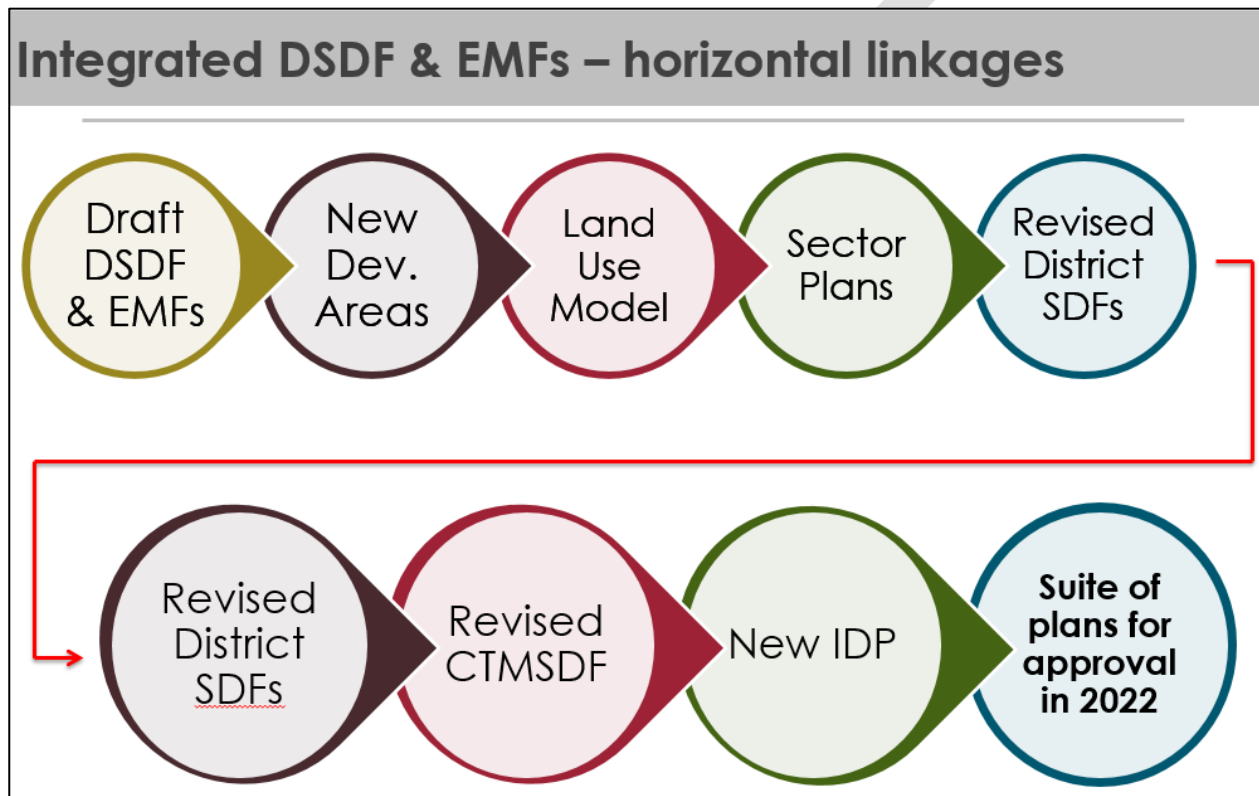 Integrated DSDF & EMFs – horizontal linkages
Draft
DSDF
& EMFs
New
Dev.
Areas
Land
Use
Model
Sector
Plans
Revised
District
SDFs
Revised
District
SDFs
Revised
CTMSDF
New IDP
Suite of
plans for
approval
in 2022